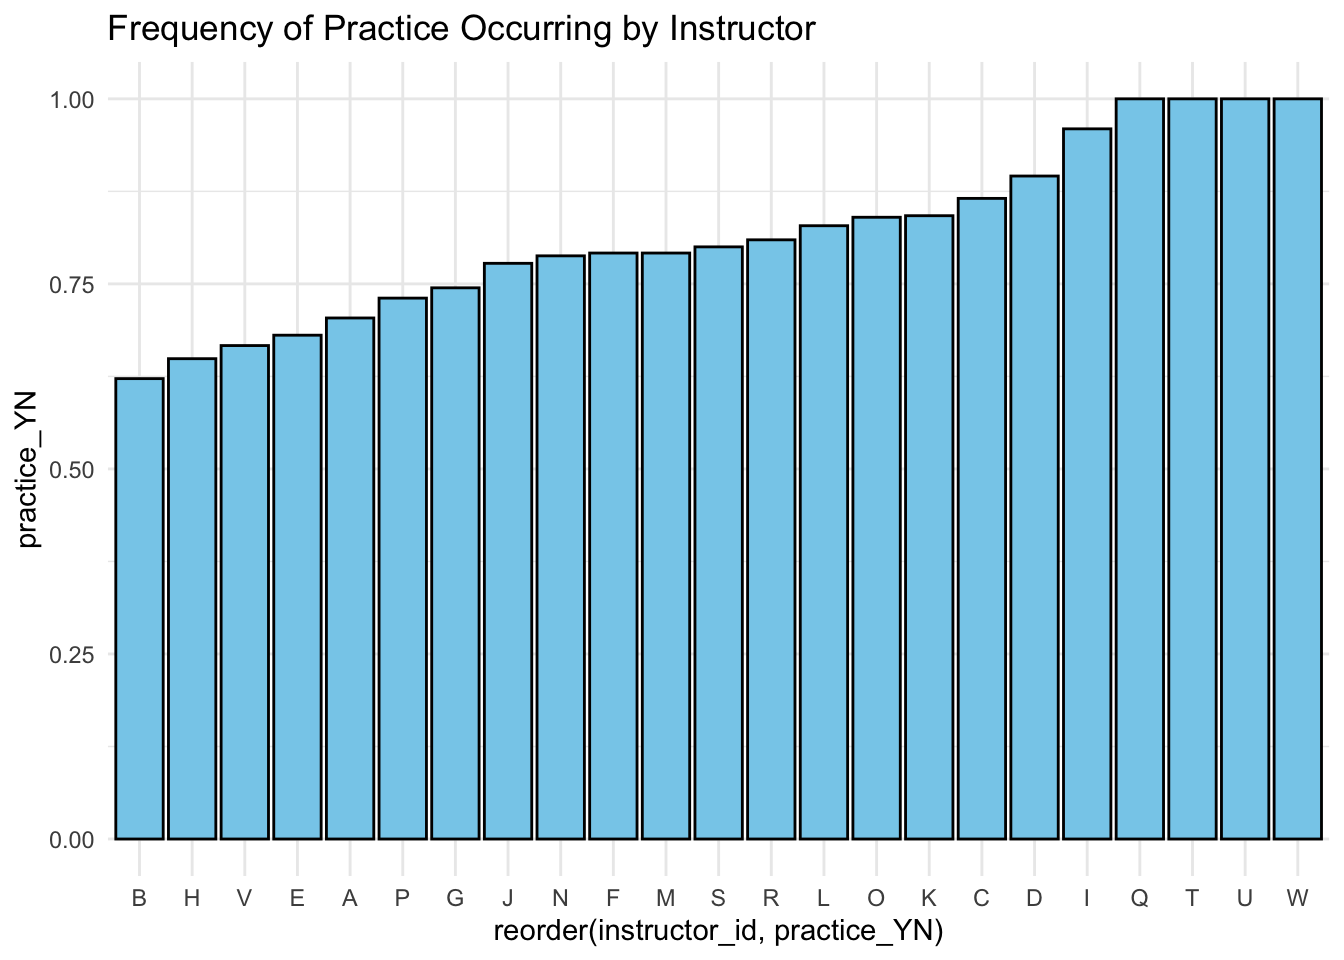 Frequency of Practice Occurring by Instructor
1.00
0.75
0.50
0.25
0.00
practice_YN
B H V E A P G J N F M S R L O K C D I Q T U W
reorder(instructor_id, practice_YN)